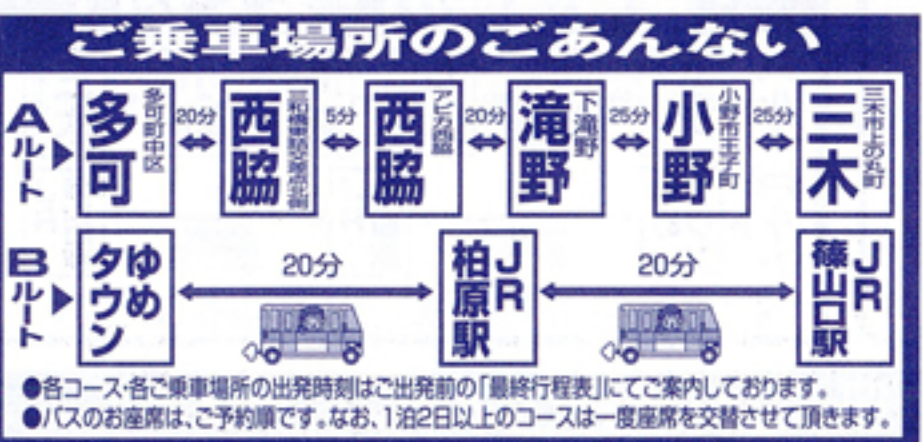 ご乗車場所のごあんない
Aルート
多可 多可町中区
20分
西脇
5分
西脇 アピカ西脇
20分
滝野 下滝野
25分
小野 小野市王子町
25分
三木 三木市上の丸町
Bルート
ゆめタウン
20分
JR柏原駅
20分
JR篠山口駅
●各コース・各ご乗車場所の出発時刻はご出発前の「最終行程表」にてご案内しております。
●バスのお座席は、ご予約順です。なお、1泊2日以上のコースは一度座席を交替させて頂きます。